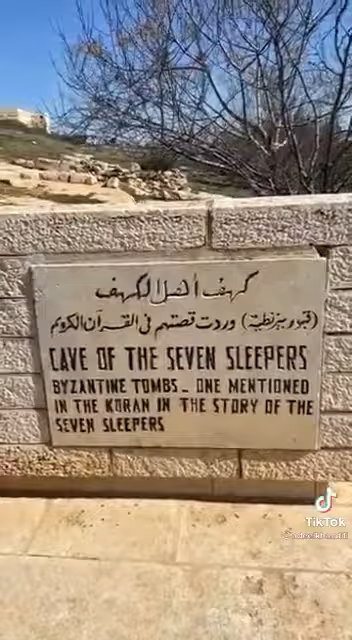 كهف أهل الكهف
(قبور بيزنطية) وردت قصتهم في القرآن الكريم
CAVE OF THE SEVEN SLEEPERS
BYZANTINE TOMBS _ ONE MENTIONED
IN THE KORAN IN THE STORY OF THE
SEVEN SLEEPERS
TikTok